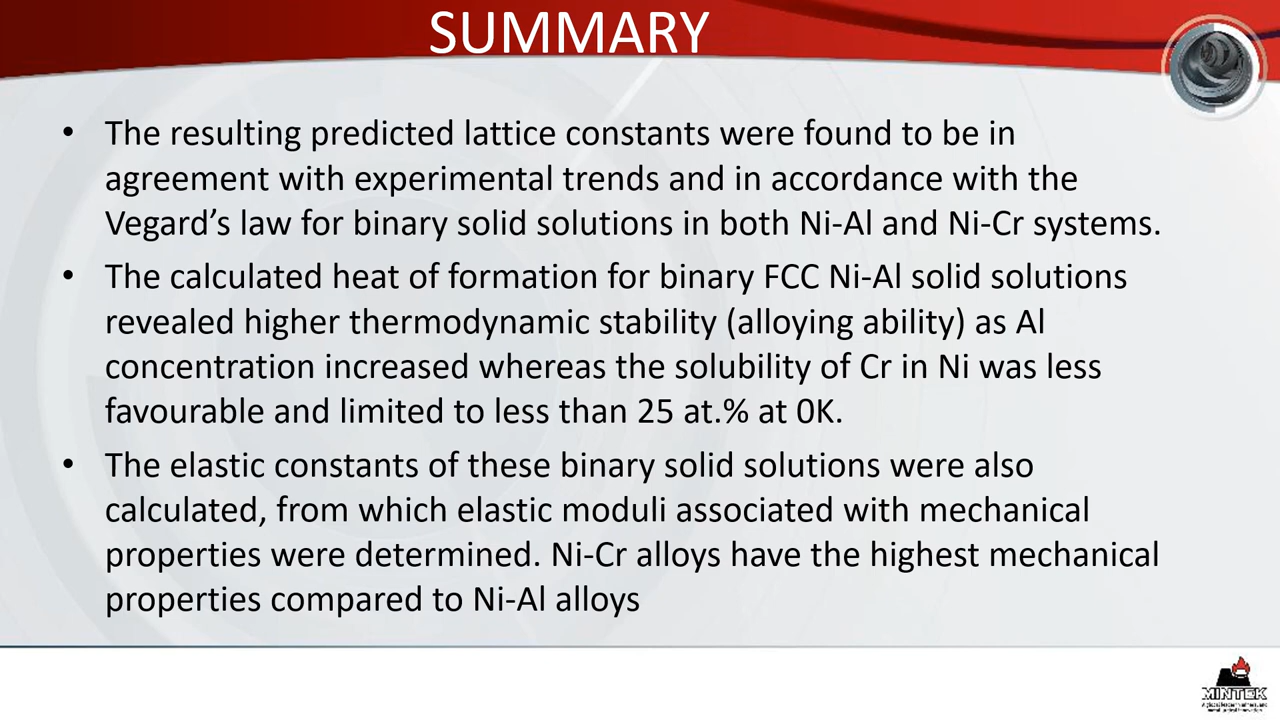 SUMMARY
• The resulting predicted lattice constants were found to be in
agreement with experimental trends and in accordance with the
Vegard’s law for binary solid solutions in both Ni-Al and Ni-Cr systems.
• The calculated heat of formation for binary FCC Ni-Al solid solutions
revealed higher thermodynamic stability (alloying ability) as Al
concentration increased whereas the solubility of Cr in Ni was less
favourable and limited to less than 25 at.% at 0K.
• The elastic constants of these binary solid solutions were also
calculated, from which elastic moduli associated with mechanical
properties were determined. Ni-Cr alloys have the highest mechanical
properties compared to Ni-Al alloys
MINTEK